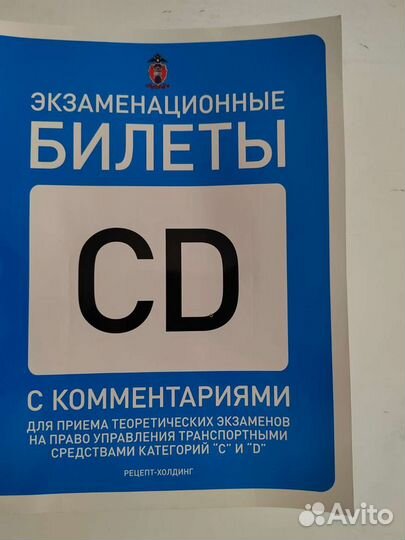 ЭКЗАМЕНАЦИОННЫЕ
БИЛЕТЫ
CD
С КОММЕНТАРИЯМИ
ДЛЯ ПРИЕМА ТЕОРЕТИЧЕСКИХ ЭКЗАМЕНОВ
НА ПРАВО УПРАВЛЕНИЯ ТРАНСПОРТНЫМИ
СРЕДСТВАМИ КАТЕГОРИЙ "C" И "D"
РЕЦЕПТ-ХОЛДИНГ
Avito